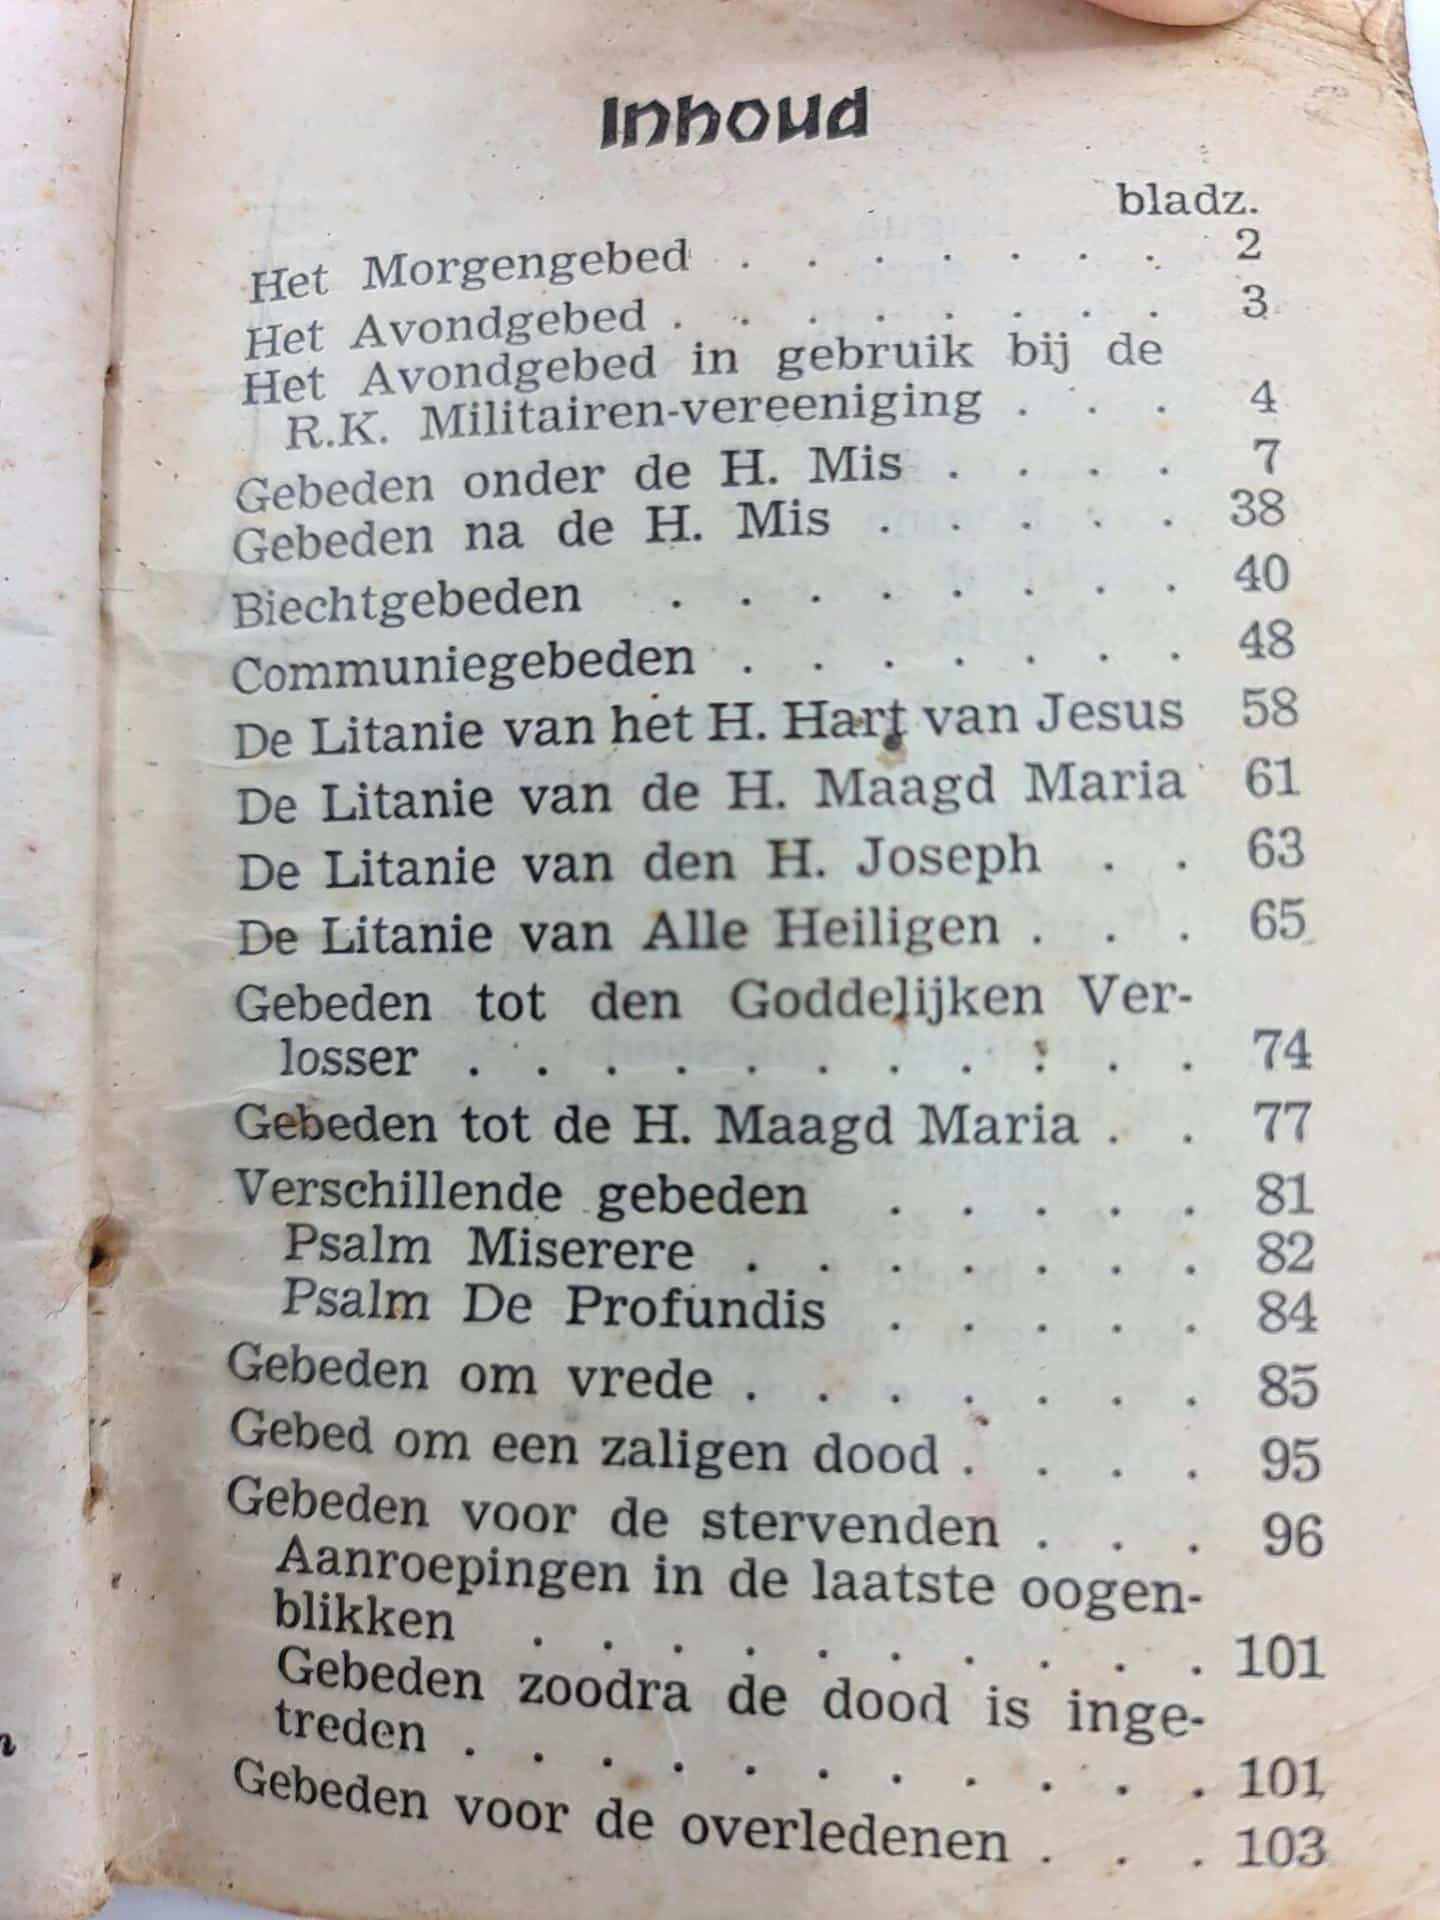 Inhoud
bladz.
Het Morgengebed . . . . . . . 2
Het Avondgebed . . . . . . . . 3
Het Avondgebed in gebruik bij de
R.K. Militairen-vereeniging . . . 4
Gebeden onder de H. Mis . . . . 7
Gebeden na de H. Mis . . . . . 38
Biechtgebeden . . . . . . . . 40
Communiegebeden . . . . . . . 48
De Litanie van het H. Hart van Jesus 58
De Litanie van de H. Maagd Maria 61
De Litanie van den H. Joseph . . 63
De Litanie van Alle Heiligen . . . 65
Gebeden tot den Goddelijken Ver-
losser . . . . . . . . . . . 74
Gebeden tot de H. Maagd Maria . . 77
Verschillende gebeden . . . . . 81
Psalm Miserere . . . . . . . 82
Psalm De Profundis . . . . . 84
Gebeden om vrede . . . . . . . 85
Gebed om een zaligen dood . . . . 95
Gebeden voor de stervenden . . . 96
Aanroepingen in de laatste oogen-
blikken . . . . . . . . . . 101
Gebeden zoodra de dood is inge-
treden . . . . . . . . . . . 101
Gebeden voor de overledenen . . . 103
n